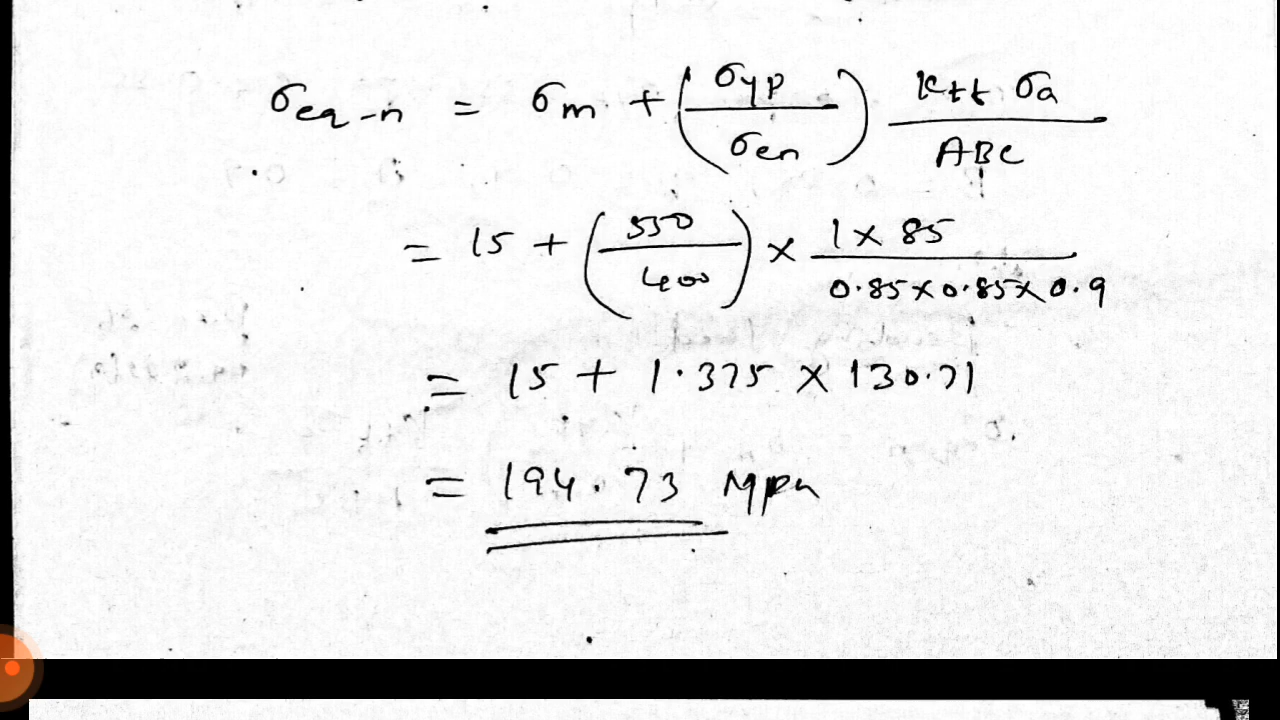 σeq-n = σm + (σyp / σen) Ktf σa / ABC
= 15 + (550 / 400) × 1 × 85 / 0.85 × 0.85 × 0.9
= 15 + 1.375 × 130.71
= 194.73 Mpa